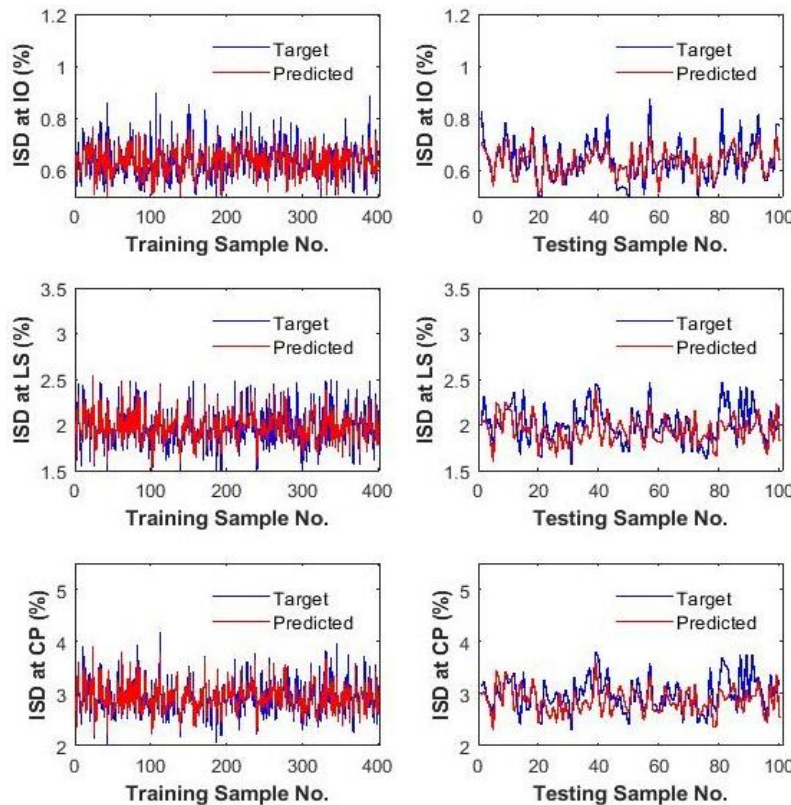 ISD at IO (%)
1.2
1
0.8
0.6
Target
Predicted
0 100 200 300 400
Training Sample No.
ISD at IO (%)
1.2
1
0.8
0.6
Target
Predicted
0 20 40 60 80 100
Testing Sample No.
ISD at LS (%)
3.5
3
2.5
2
1.5
Target
Predicted
0 100 200 300 400
Training Sample No.
ISD at LS (%)
3.5
3
2.5
2
1.5
Target
Predicted
0 20 40 60 80 100
Testing Sample No.
ISD at CP (%)
5
4
3
2
Target
Predicted
0 100 200 300 400
Training Sample No.
ISD at CP (%)
5
4
3
2
Target
Predicted
0 20 40 60 80 100
Testing Sample No.